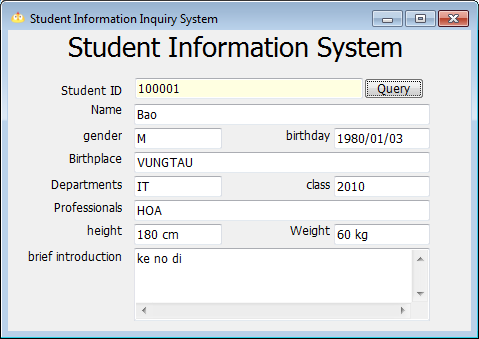 Student Information Inquiry System
Student Information System
Student ID 100001 Query
Name Bao
gender M birthday 1980/01/03
Birthplace VUNGTAU
Departments IT class 2010
Professionals HOA
height 180 cm Weight 60 kg
brief introduction ke no di